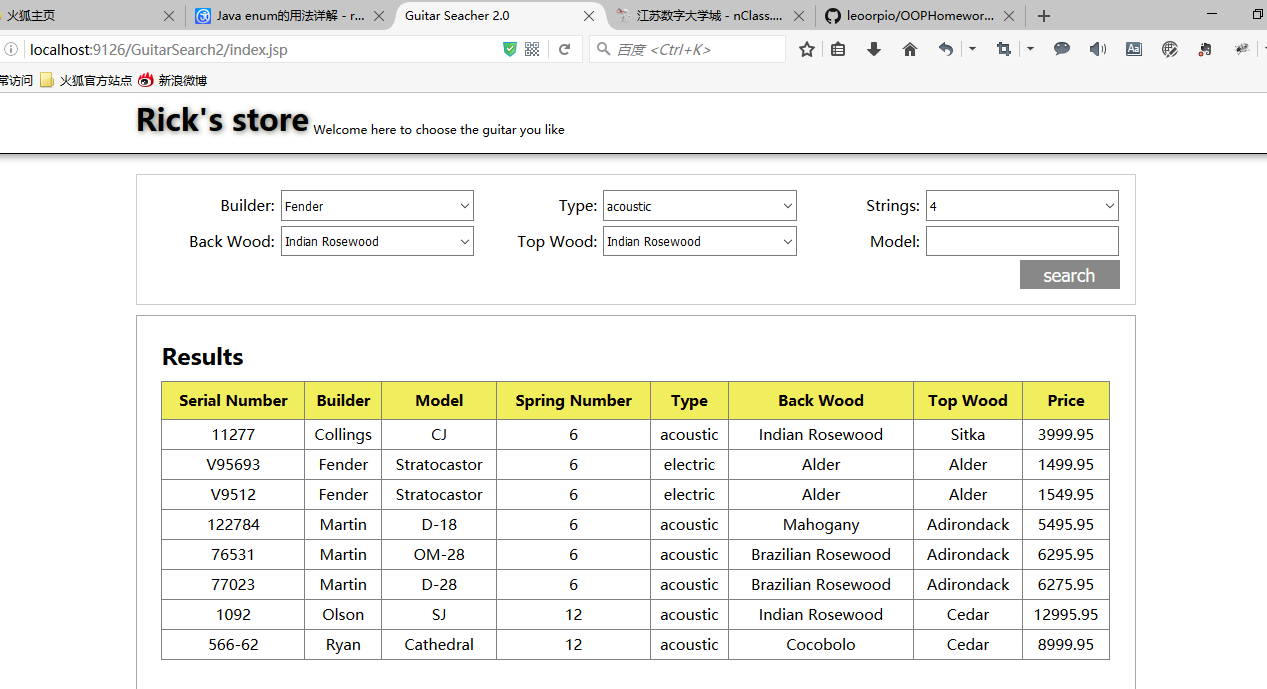 火狐主页 Java enum的用法详解 - r... Guitar Seacher 2.0 江苏数字大学城 - nClass.... leoorpio/OOPHomewor...
localhost:9126/GuitarSearch2/index.jsp 百度 <Ctrl+K>
常访问 火狐官方站点 新浪微博
Rick's store Welcome here to choose the guitar you like
Builder: Fender Type: acoustic Strings: 4
Back Wood: Indian Rosewood Top Wood: Indian Rosewood Model:
search
Results
Serial Number Builder Model Spring Number Type Back Wood Top Wood Price
11277 Collings CJ 6 acoustic Indian Rosewood Sitka 3999.95
V95693 Fender Stratocastor 6 electric Alder Alder 1499.95
V9512 Fender Stratocastor 6 electric Alder Alder 1549.95
122784 Martin D-18 6 acoustic Mahogany Adirondack 5495.95
76531 Martin OM-28 6 acoustic Brazilian Rosewood Adirondack 6295.95
77023 Martin D-28 6 acoustic Brazilian Rosewood Adirondack 6275.95
1092 Olson SJ 12 acoustic Indian Rosewood Cedar 12995.95
566-62 Ryan Cathedral 12 acoustic Cocobolo Cedar 8999.95